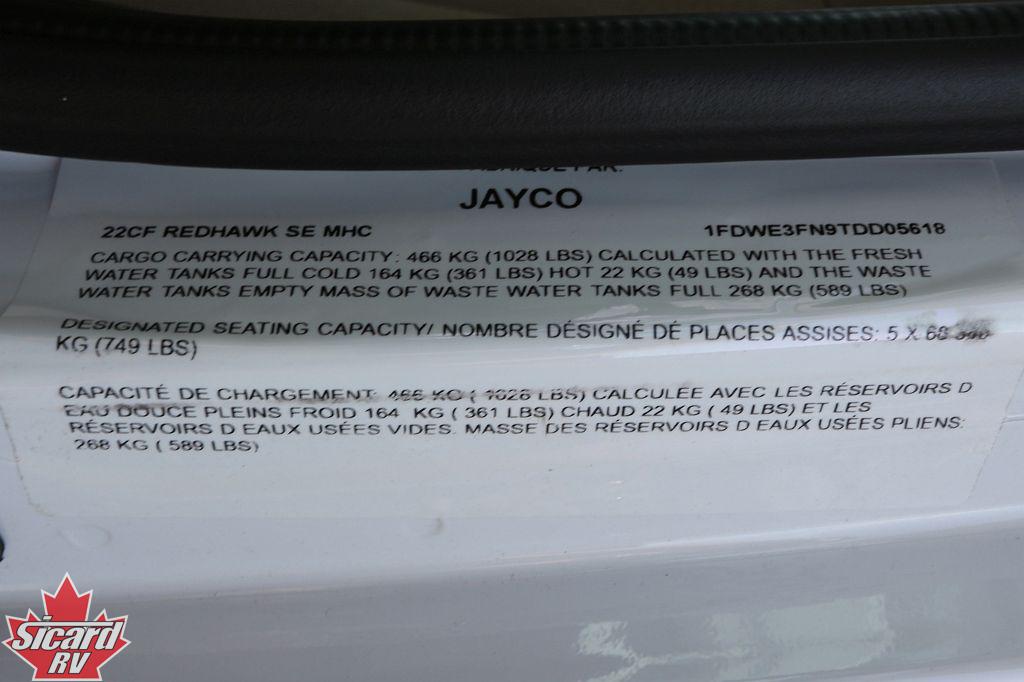 JAYCO
22CF REDHAWK SE MHC 1FDWE3FN9TDD05618
CARGO CARRYING CAPACITY: 466 KG (1028 LBS) CALCULATED WITH THE FRESH
WATER TANKS FULL COLD 164 KG (361 LBS) HOT 22 KG (49 LBS) AND THE WASTE
WATER TANKS EMPTY MASS OF WASTE WATER TANKS FULL 268 KG (589 LBS)
DESIGNATED SEATING CAPACITY/ NOMBRE DÉSIGNÉ DÉ PLACES ASSISES: 5 X 68
KG (749 LBS)
CAPACITÉ DE CHARGEMENT: 466 KG ( 1028 LBS) CALCULÉE AVEC LES RÉSERVOIRS D
EAU DOUCE PLEINS FROID 164 KG ( 361 LBS) CHAUD 22 KG ( 49 LBS) ET LES
RÉSERVOIRS D EAUX USÉES VIDES. MASSE DES RÉSERVOIRS D EAUX USÉES PLIENS:
268 KG ( 589 LBS)
Sicard
RV